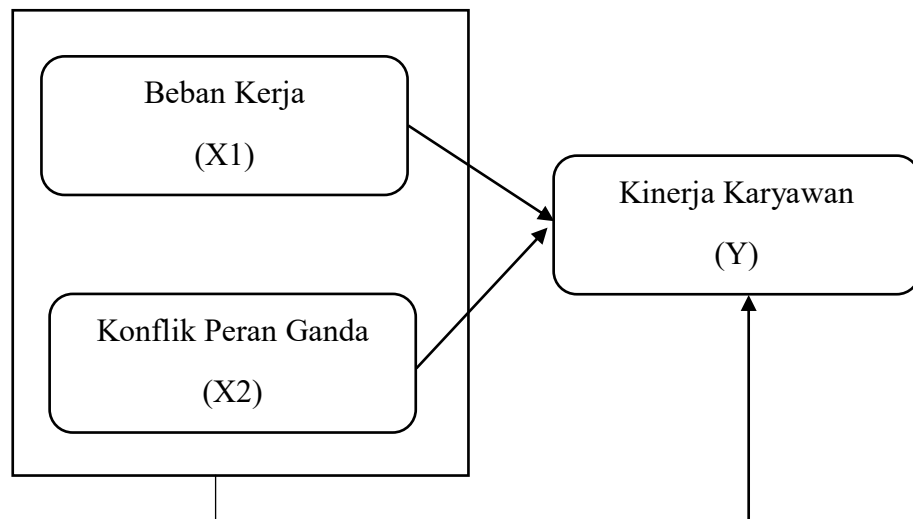 Beban Kerja
(X1)
Kinerja Karyawan
(Y)
Konflik Peran Ganda
(X2)